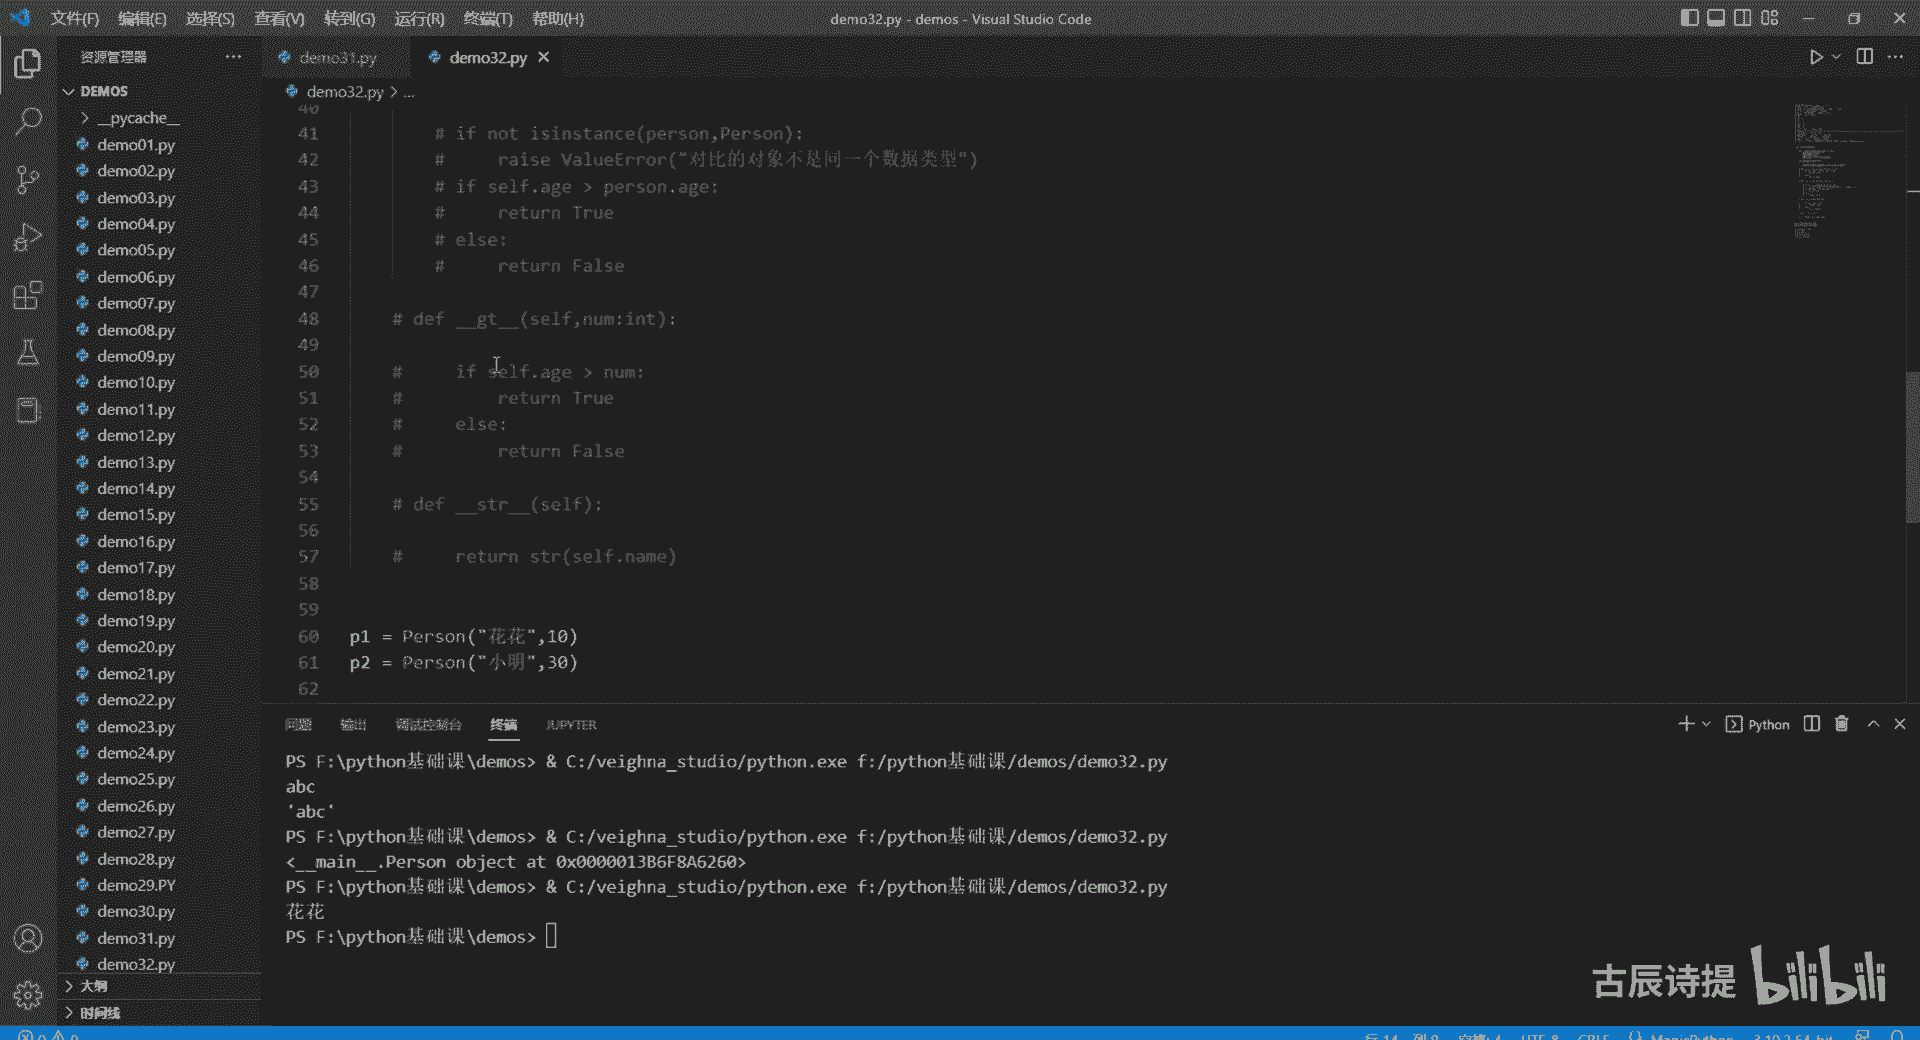 文件(F) 编辑(E) 选择(S) 查看(V) 转到(G) 运行(R) 终端(T) 帮助(H) demo32.py - demos - Visual Studio Code
资源管理器 ... demo31.py demo32.py
DEMOS
demo32.py > ...
__pycache__
demo01.py
demo02.py
demo03.py
demo04.py
demo05.py
demo06.py
demo07.py
demo08.py
demo09.py
demo10.py
demo11.py
demo12.py
demo13.py
demo14.py
demo15.py
demo16.py
demo17.py
demo18.py
demo19.py
demo20.py
demo21.py
demo22.py
demo23.py
demo24.py
demo25.py
demo26.py
demo27.py
demo28.py
demo29.PY
demo30.py
demo31.py
demo32.py
大纲
时间线
40
41 # if not isinstance(person,Person):
42 # raise ValueError("对比的对象不是同一个数据类型")
43 # if self.age > person.age:
44 # return True
45 # else:
46 # return False
47
48 # def __gt__(self,num:int):
49
50 # if self.age > num:
51 # return True
52 # else:
53 # return False
54
55 # def __str__(self):
56
57 # return str(self.name)
58
59
60 p1 = Person("花花",10)
61 p2 = Person("小明",30)
62
问题 输出 调试控制台 终端 JUPYTER Python
PS F:\python基础课\demos> & C:/veighna_studio/python.exe f:/python基础课/demos/demo32.py
abc
'abc'
PS F:\python基础课\demos> & C:/veighna_studio/python.exe f:/python基础课/demos/demo32.py
<__main__.Person object at 0x0000013B6F8A6260>
PS F:\python基础课\demos> & C:/veighna_studio/python.exe f:/python基础课/demos/demo32.py
花花
PS F:\python基础课\demos>
古辰诗提 bilibili